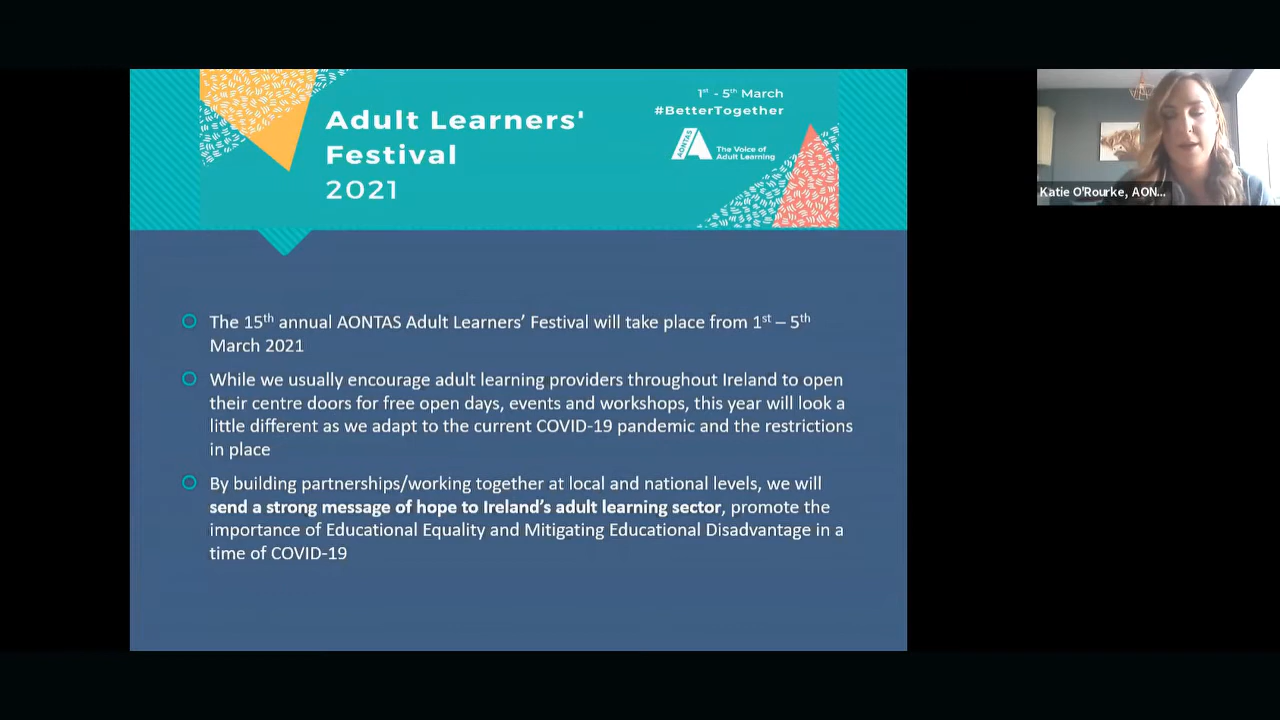 Adult Learners'
Festival
2021
1st - 5th March
#BetterTogether
AONTAS
The Voice of
Adult Learning
Katie O'Rourke, AON...
The 15th annual AONTAS Adult Learners’ Festival will take place from 1st – 5th
March 2021
While we usually encourage adult learning providers throughout Ireland to open
their centre doors for free open days, events and workshops, this year will look a
little different as we adapt to the current COVID-19 pandemic and the restrictions
in place
By building partnerships/working together at local and national levels, we will
send a strong message of hope to Ireland’s adult learning sector, promote the
importance of Educational Equality and Mitigating Educational Disadvantage in a
time of COVID-19